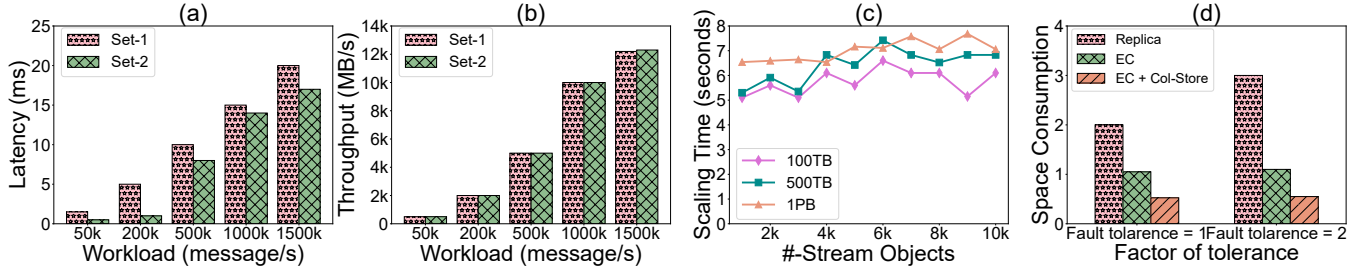 (a)
Set-1
Set-2
20
15
10
5
0
Latency (ms)
50k 200k 500k 1000k 1500k
Workload (message/s)
(b)
Set-1
Set-2
14k
12k
10k
8k
6k
4k
2k
0
Throughput (MB/s)
50k 200k 500k 1000k 1500k
Workload (message/s)
(c)
8
7
6
5
4
3
2
1
0
Scaling Time (seconds)
100TB
500TB
1PB
2k 4k 6k 8k 10k
#-Stream Objects
(d)
Replica
EC
EC + Col-Store
4
3
2
1
0
Space Consumption
Fault tolarence = 1 Fault tolarence = 2
Factor of tolerance